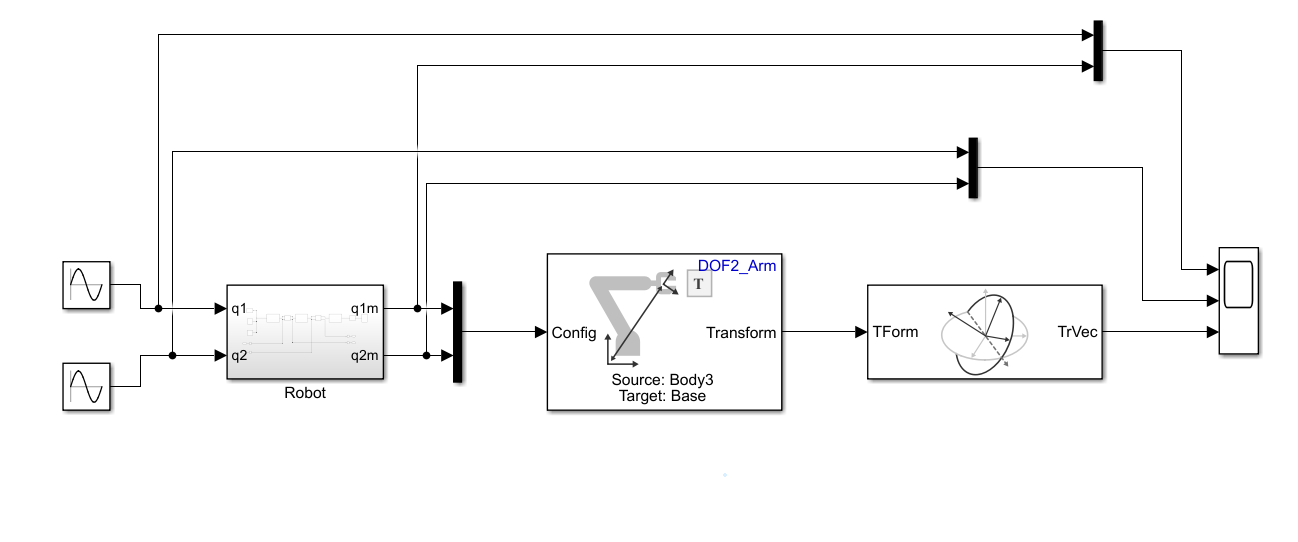 DOF2_Arm
T
q1
q1m
q2
q2m
Robot
Config
Transform
Source: Body3
Target: Base
TForm
TrVec